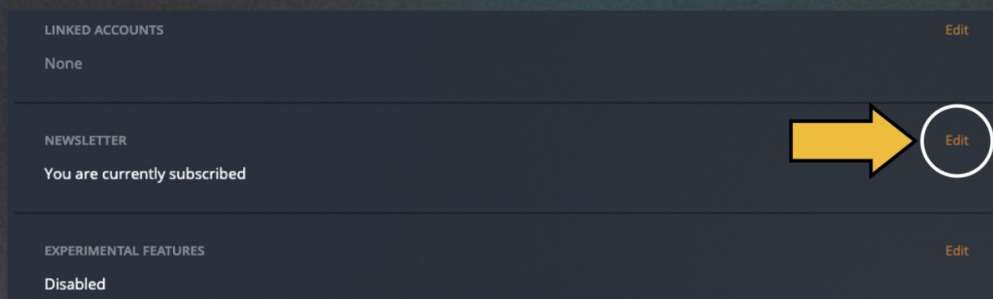 LINKED ACCOUNTS Edit
None
NEWSLETTER Edit
You are currently subscribed
EXPERIMENTAL FEATURES Edit
Disabled